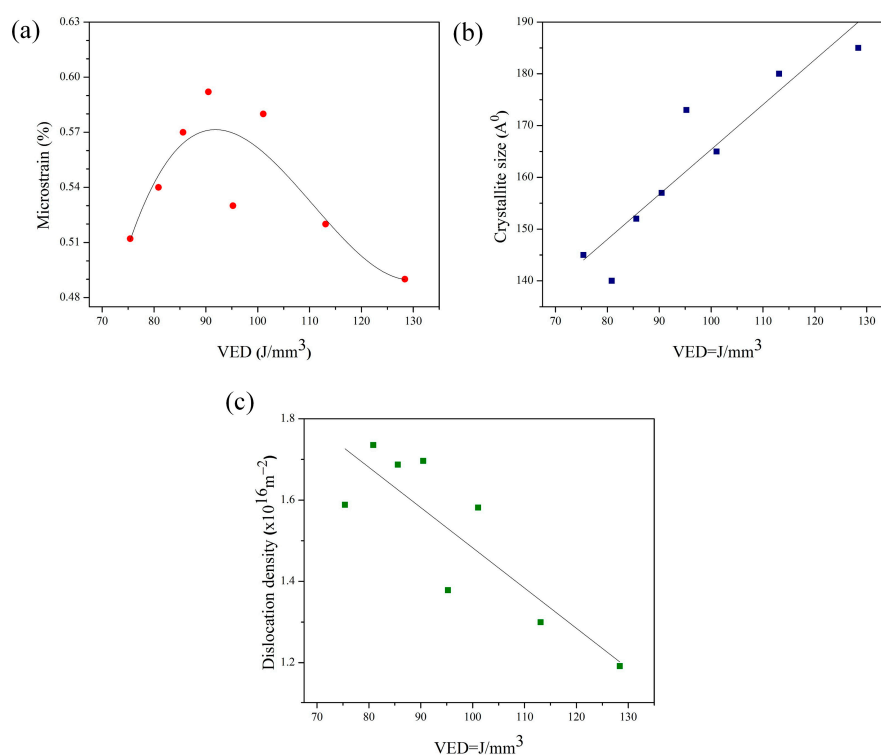 (a)
0.63
0.60
0.57
0.54
0.51
0.48
Microstrain (%)
70 80 90 100 110 120 130
VED (J/mm³)
(b)
190
180
170
160
150
140
Crystallite size (A⁰)
70 80 90 100 110 120 130
VED=J/mm³
(c)
1.8
1.6
1.4
1.2
Dislocation density (x10¹⁶m⁻²)
70 80 90 100 110 120 130
VED=J/mm³